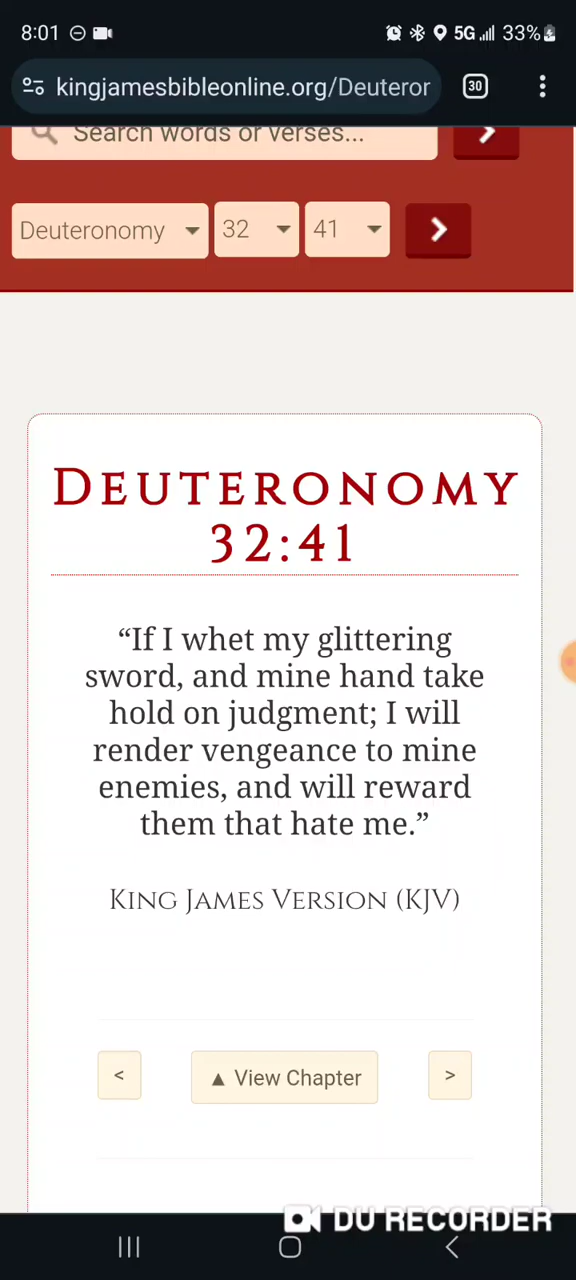 8:01 5G 33%
kingjamesbibleonline.org/Deuteror 30
Search words or verses...
Deuteronomy 32 41
DEUTERONOMY
32:41
“If I whet my glittering
sword, and mine hand take
hold on judgment; I will
render vengeance to mine
enemies, and will reward
them that hate me.”
KING JAMES VERSION (KJV)
< ▲ View Chapter >
DU RECORDER